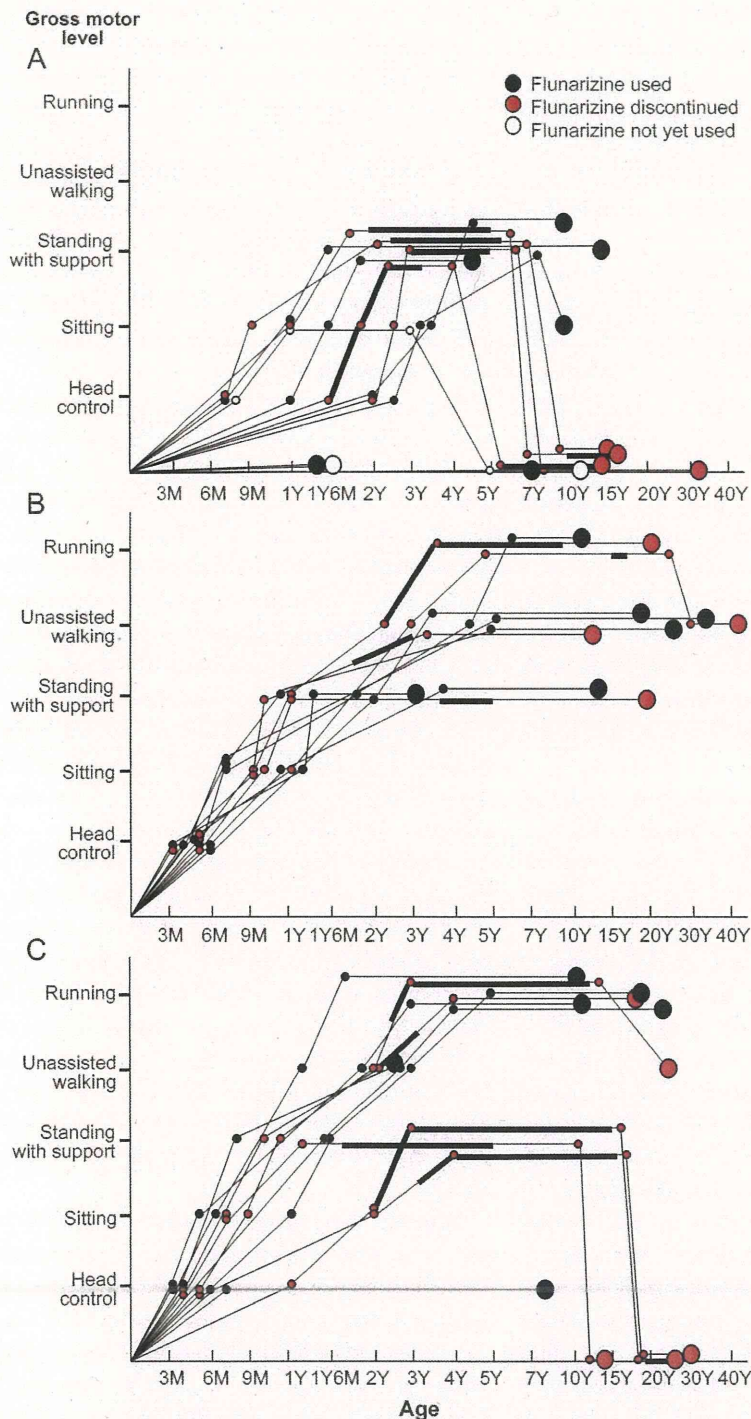 Gross motor
level
A
Flunarizine used
Flunarizine discontinued
Flunarizine not yet used
Running
Unassisted
walking
Standing
with support
Sitting
Head
control
3M 6M 9M 1Y 1Y6M 2Y 3Y 4Y 5Y 7Y 10Y 15Y 20Y 30Y 40Y
B
Running
Unassisted
walking
Standing
with support
Sitting
Head
control
3M 6M 9M 1Y 1Y6M 2Y 3Y 4Y 5Y 7Y 10Y 15Y 20Y 30Y 40Y
C
Running
Unassisted
walking
Standing
with support
Sitting
Head
control
3M 6M 9M 1Y 1Y6M 2Y 3Y 4Y 5Y 7Y 10Y 15Y 20Y 30Y 40Y
Age